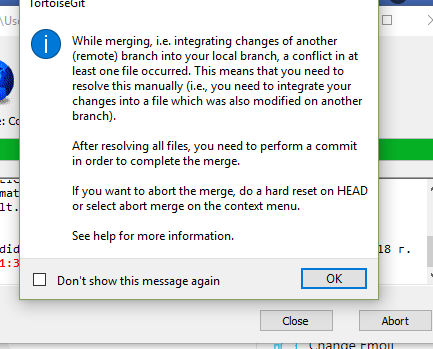 TortoiseGit
\Use
While merging, i.e. integrating changes of another
(remote) branch into your local branch, a conflict in at
least one file occurred. This means that you need to
resolve this manually (i.e., you need to integrate your
changes into a file which was also modified on another
branch).
: Co
After resolving all files, you need to perform a commit
in order to complete the merge.
mat
lt.
If you want to abort the merge, do a hard reset on HEAD
or select abort merge on the context menu.
See help for more information.
did
18 г.
1:3
Don't show this message again
OK
Close
Abort
Change Emoji